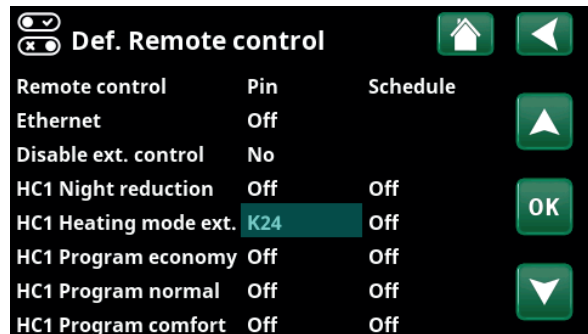 Def. Remote control
Remote control Pin Schedule
Ethernet Off
Disable ext. control No
HC1 Night reduction Off Off
HC1 Heating mode ext. K24 Off
OK
HC1 Program economy Off Off
HC1 Program normal Off Off
HC1 Program comfort Off Off